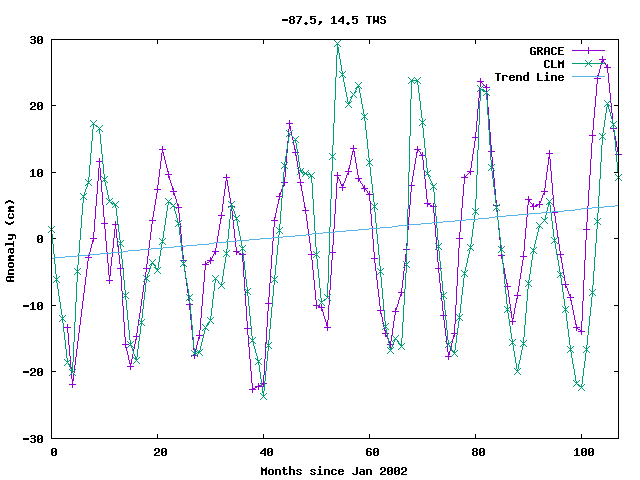 -87.5, 14.5 TWS
30
20
10
0
-10
-20
-30
Anomaly (cm)
GRACE
CLM
Trend Line
0 20 40 60 80 100
Months since Jan 2002